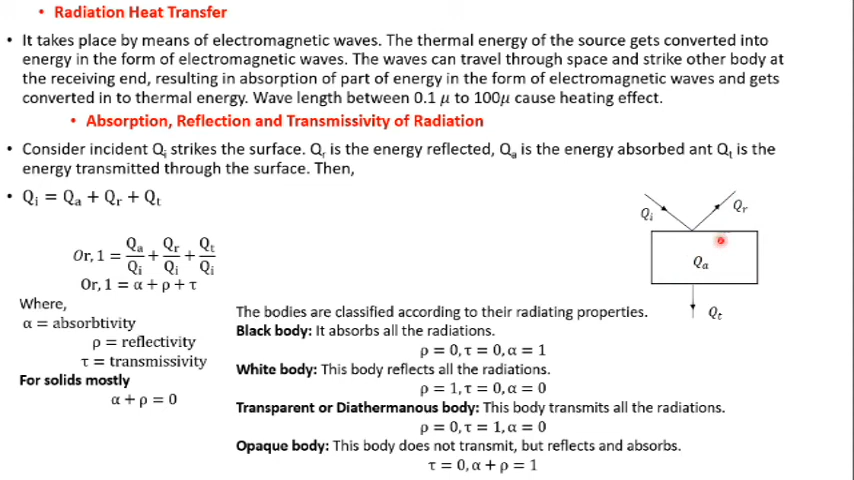 • Radiation Heat Transfer
• It takes place by means of electromagnetic waves. The thermal energy of the source gets converted into
energy in the form of electromagnetic waves. The waves can travel through space and strike other body at
the receiving end, resulting in absorption of part of energy in the form of electromagnetic waves and gets
converted in to thermal energy. Wave length between 0.1 μ to 100μ cause heating effect.
• Absorption, Reflection and Transmissivity of Radiation
• Consider incident Qᵢ strikes the surface. Qᵣ is the energy reflected, Qₐ is the energy absorbed ant Qₜ is the
energy transmitted through the surface. Then,
• Qᵢ = Qₐ + Qᵣ + Qₜ
Or, 1 = Qₐ/Qᵢ + Qᵣ/Qᵢ + Qₜ/Qᵢ
Or, 1 = α + ρ + τ
Where,
α = absorbtivity
ρ = reflectivity
τ = transmissivity
For solids mostly
α + ρ = 0
Qᵢ
Qᵣ
Qₐ
Qₜ
The bodies are classified according to their radiating properties.
Black body: It absorbs all the radiations.
ρ = 0, τ = 0, α = 1
White body: This body reflects all the radiations.
ρ = 1, τ = 0, α = 0
Transparent or Diathermanous body: This body transmits all the radiations.
ρ = 0, τ = 1, α = 0
Opaque body: This body does not transmit, but reflects and absorbs.
τ = 0, α + ρ = 1